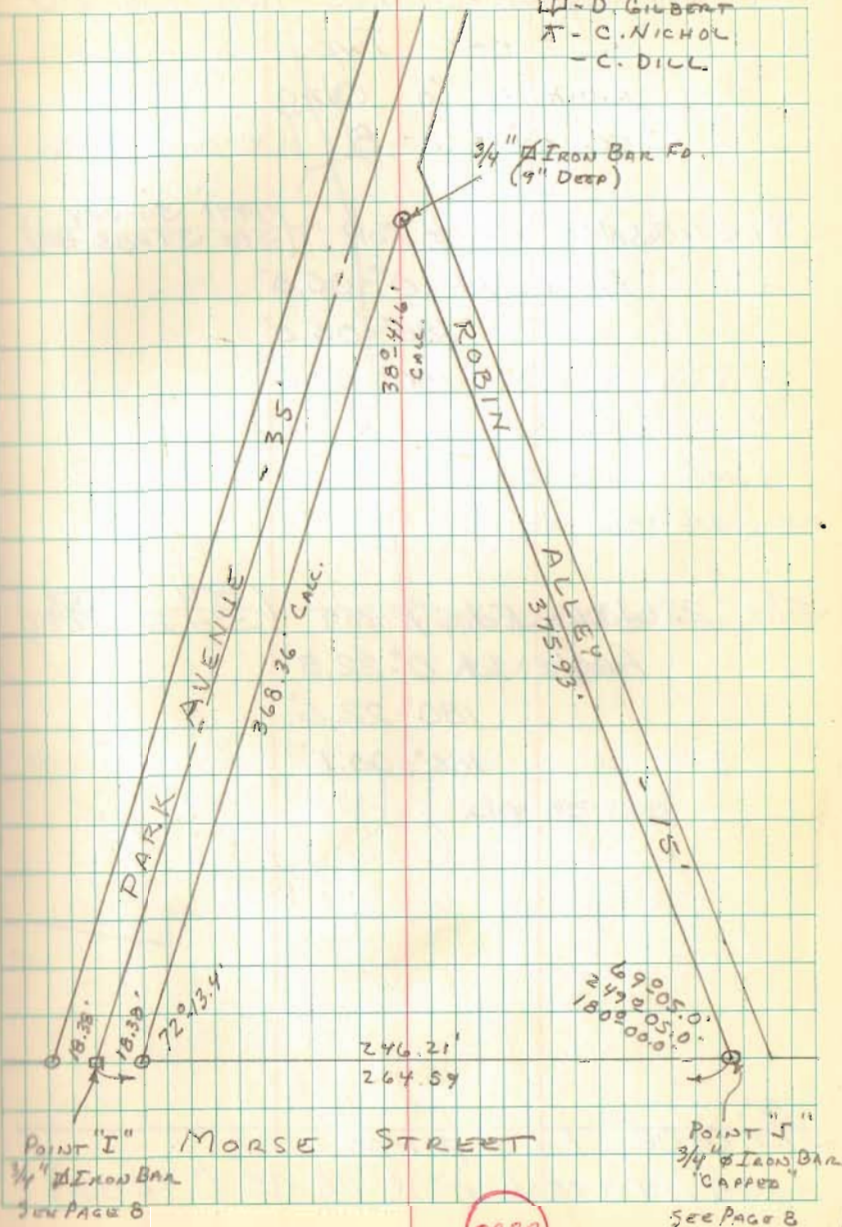 - D. GILBERT
- C. NICHOL
- C. DILL
3/4" Ø IRON BAR FD.
(9" DEEP)
38°-41.6'
CALC.
ROBIN
ALLEY
375.93'
- 15'
- 35'
PARK AVENUE
368.36' CALC.
18.38'
18.38'
72°-13.4'
69°-05.0'
249°-05.0'
180°-00.0'
246.21'
264.59
POINT "I"
3/4" Ø IRON BAR
SEE PAGE 8
MORSE STREET
POINT "J"
3/4" Ø IRON BAR
"CAPPED"
SEE PAGE 8